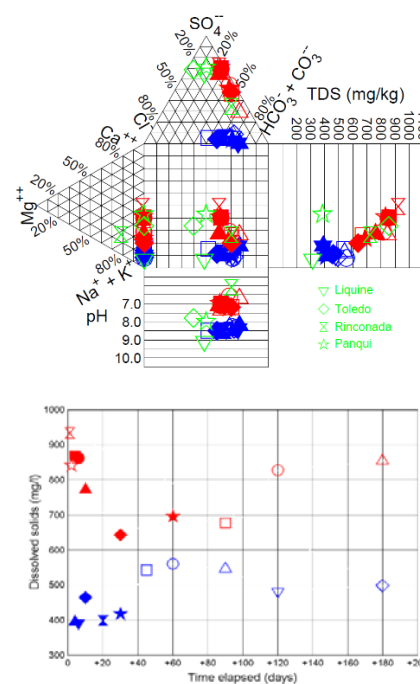 SO₄⁻⁻
20% 20%
50% 50%
80% 80%
Cl⁻
HCO₃⁻ + CO₃⁻⁻
Ca⁺⁺
80%
50%
20%
Mg⁺⁺
20%
50%
80%
Na⁺ + K⁺
TDS (mg/kg)
200 300 400 500 600 700 800 900 1000
pH
7.0
8.0
9.0
10.0
Liquine
Toledo
Rinconada
Panqui
Dissolved solids (mg/l)
1000
900
800
700
600
500
400
300
0 +20 +40 +60 +80 +100 +120 +140 +160 +180 +200
Time elapsed (days)